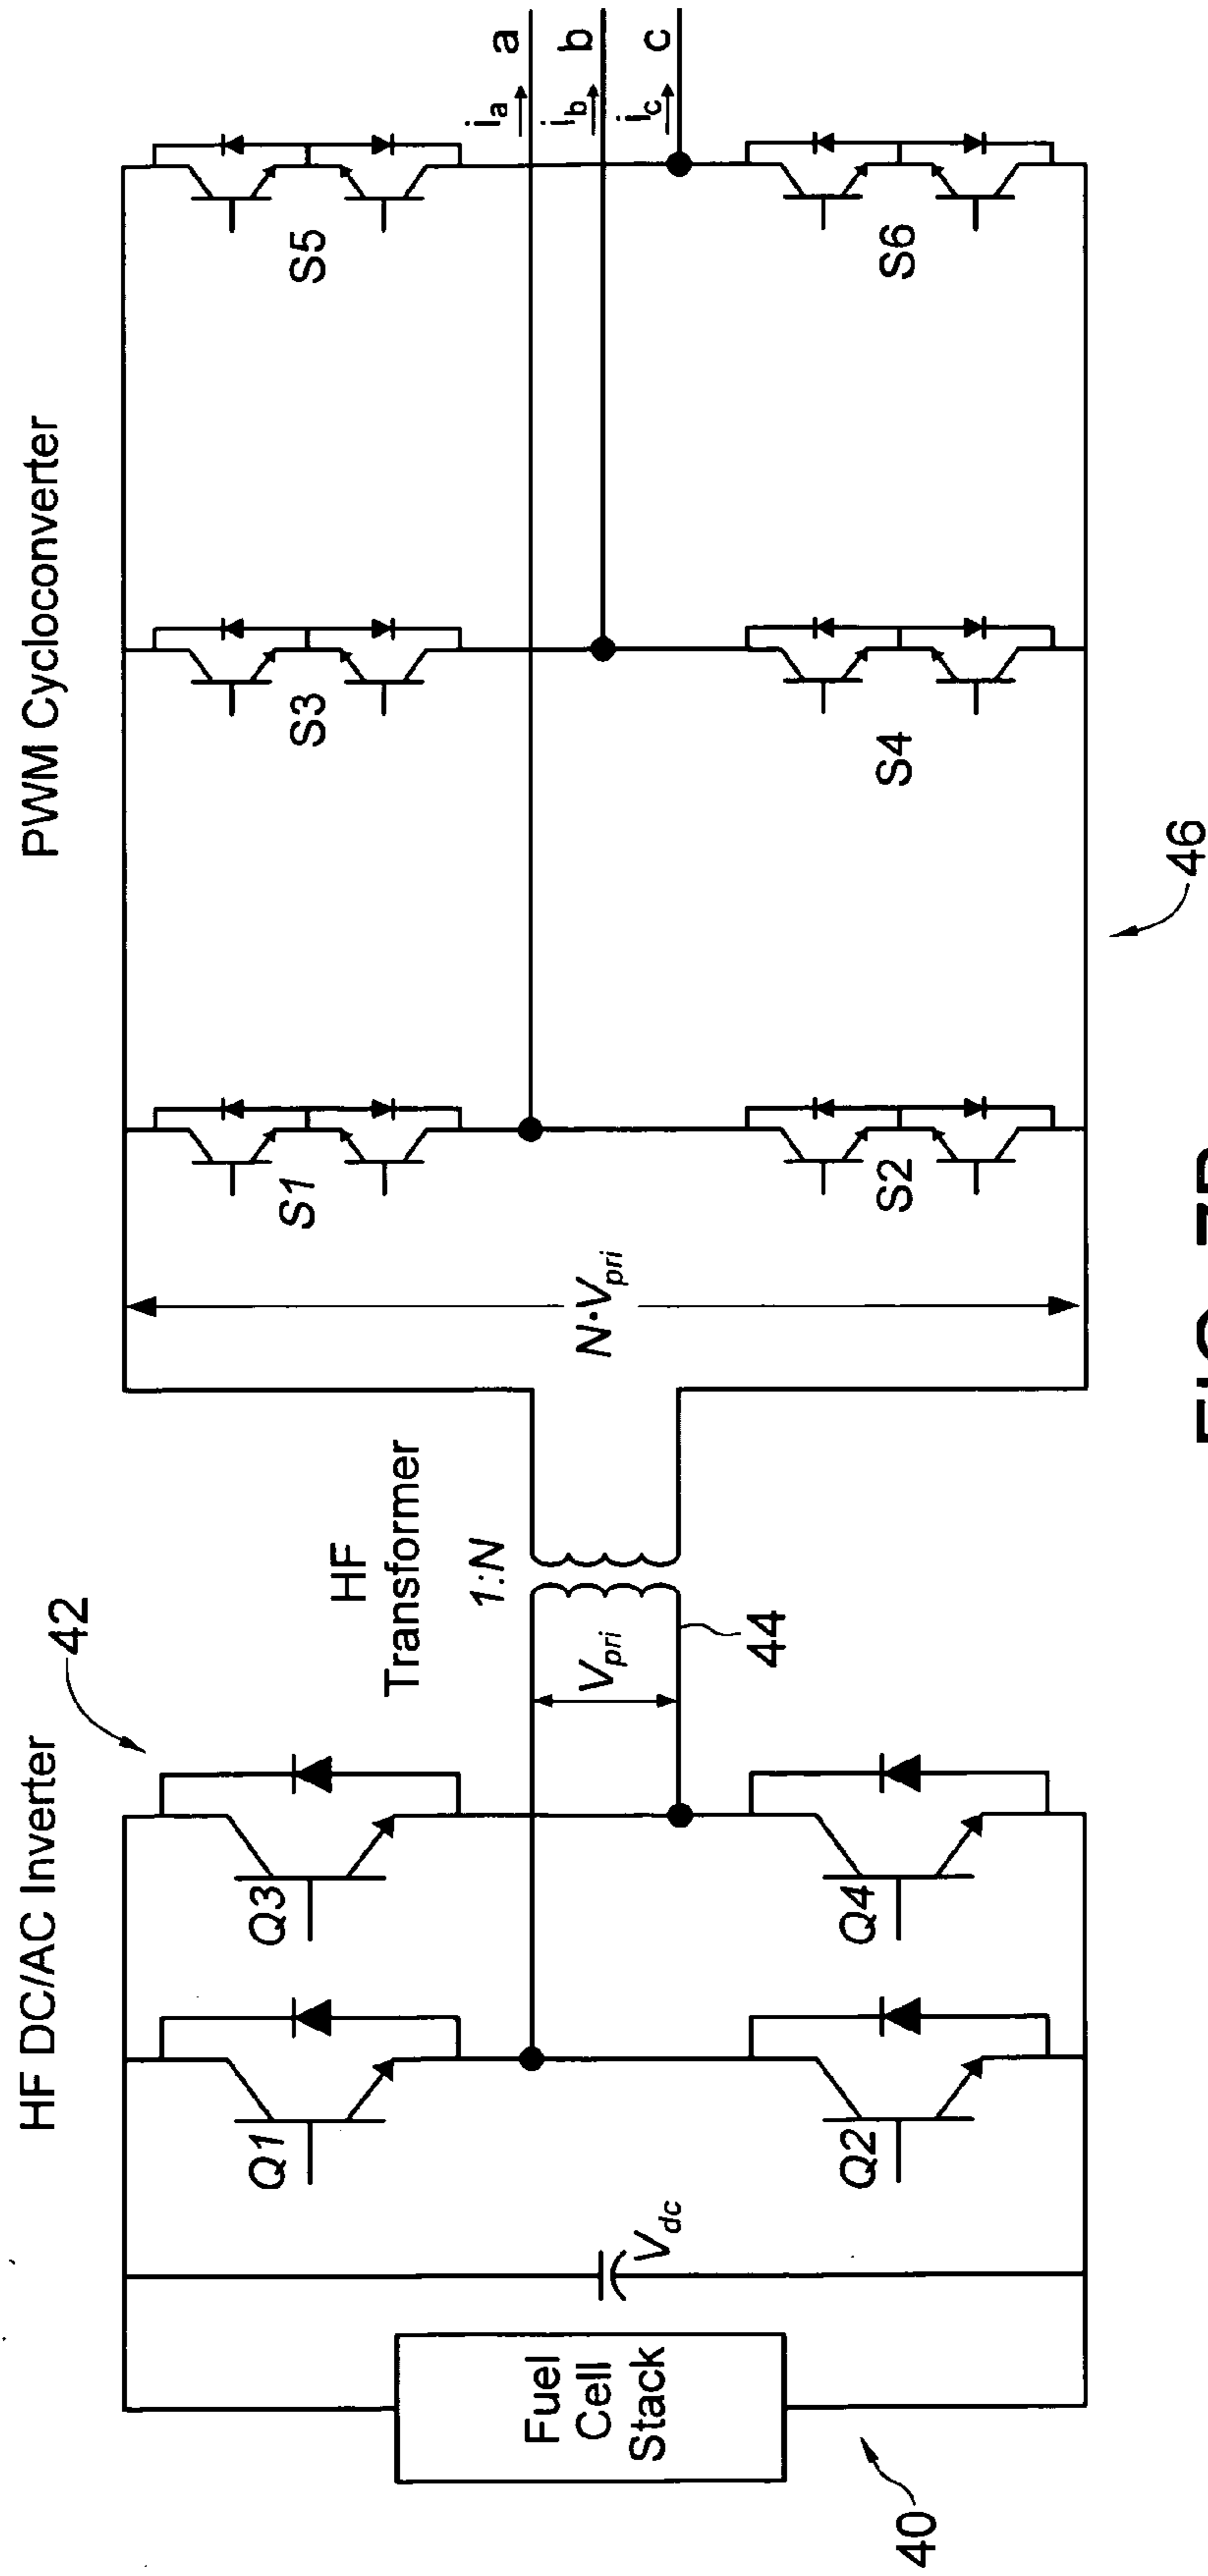 HF DC/AC Inverter
PWM Cycloconverter
42
HF
Transformer
1:N
Q1
Q3
S1
S3
S5
i_a
a
i_b
b
i_c
c
Fuel
Cell
Stack
V_dc
V_pri
N•V_pri
44
Q2
Q4
S2
S4
S6
40
46